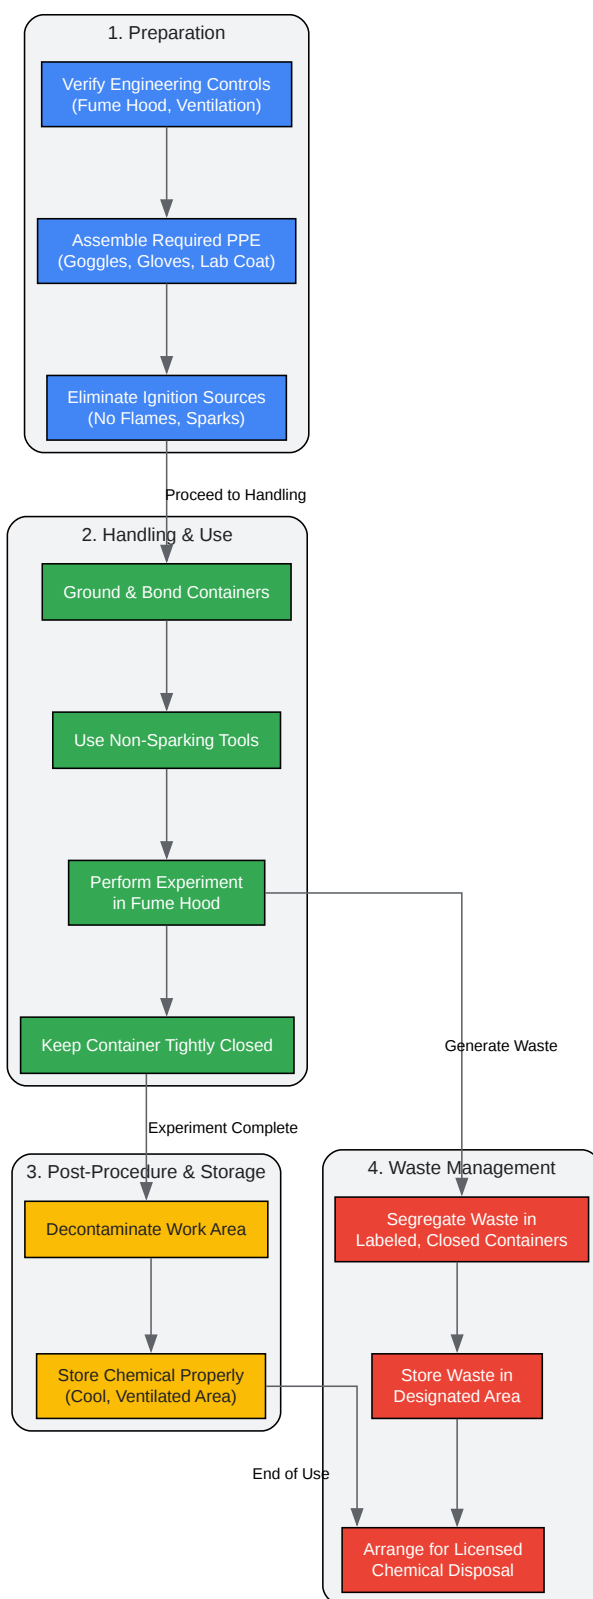 1. Preparation
Verify Engineering Controls
(Fume Hood, Ventilation)
Assemble Required PPE
(Goggles, Gloves, Lab Coat)
Eliminate Ignition Sources
(No Flames, Sparks)
Proceed to Handling
2. Handling & Use
Ground & Bond Containers
Use Non-Sparking Tools
Perform Experiment
in Fume Hood
Keep Container Tightly Closed
Generate Waste
Experiment Complete
3. Post-Procedure & Storage
Decontaminate Work Area
Store Chemical Properly
(Cool, Ventilated Area)
End of Use
4. Waste Management
Segregate Waste in
Labeled, Closed Containers
Store Waste in
Designated Area
Arrange for Licensed
Chemical Disposal